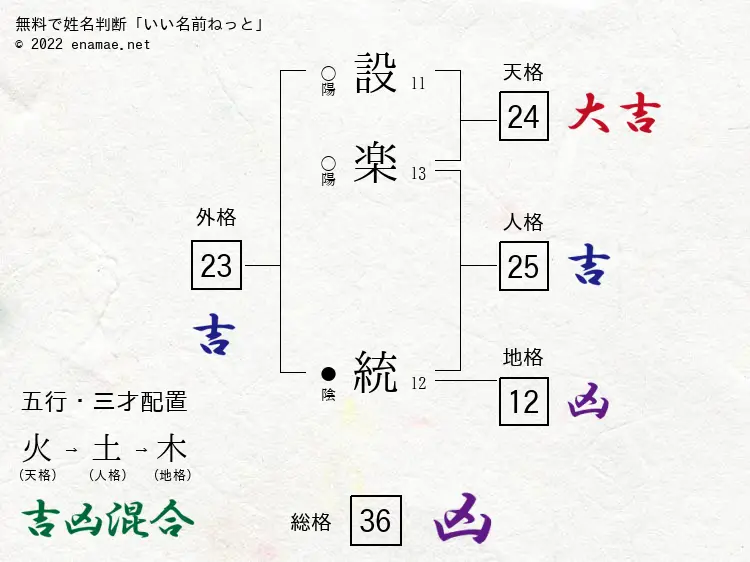 無料で姓名判断「いい名前ねっと」
© 2022 enamae.net
○陽 設 11
○陽 楽 13
●陰 統 12
天格
24 大吉
人格
25 吉
地格
12 凶
外格
23
吉
五行・三才配置
火 → 土 → 木
(天格) (人格) (地格)
吉凶混合
総格 36 凶